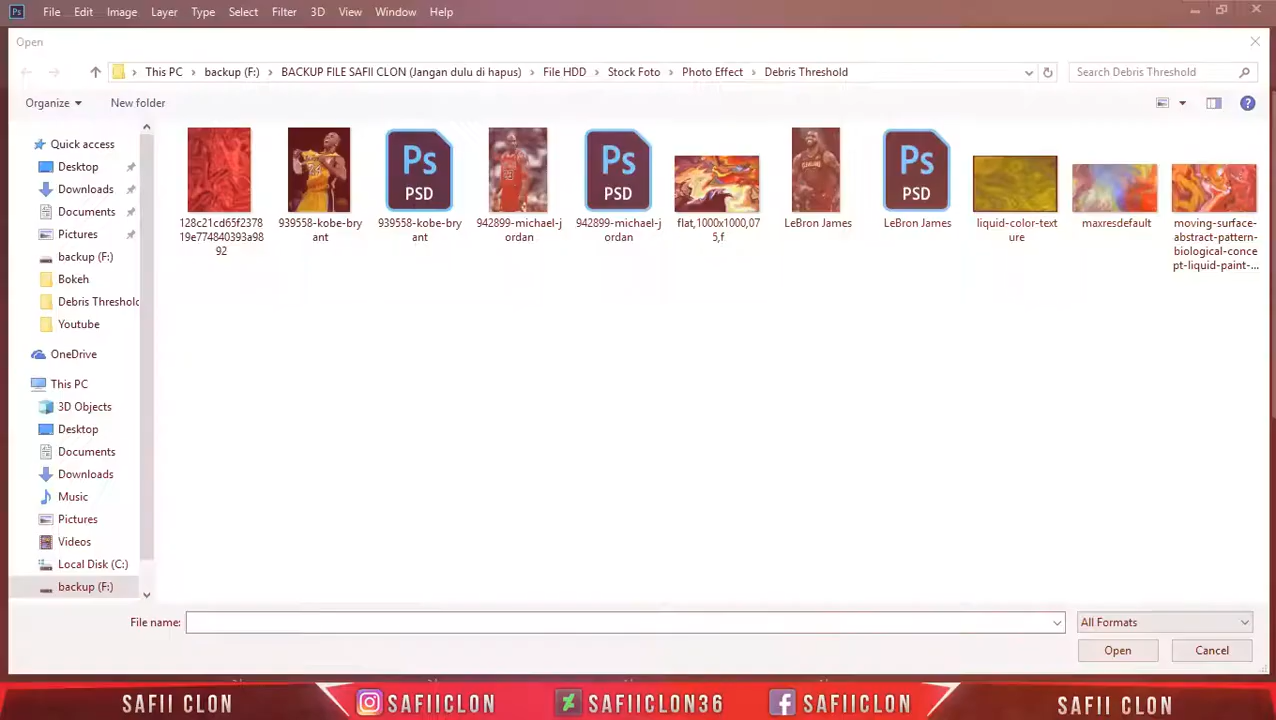 Ps File Edit Image Layer Type Select Filter 3D View Window Help
Open
This PC › backup (F:) › BACKUP FILE SAFII CLON (Jangan dulu di hapus) › File HDD › Stock Foto › Photo Effect › Debris Threshold
Search Debris Threshold
Organize
New folder
Quick access
Desktop
Downloads
Documents
Pictures
backup (F:)
Bokeh
Debris Threshold
Youtube
OneDrive
This PC
3D Objects
Desktop
Documents
Downloads
Music
Pictures
Videos
Local Disk (C:)
backup (F:)
128c21cd65f2378
19e774840393a98
92
939558-kobe-bry
ant
Ps
PSD
939558-kobe-bry
ant
942899-michael-j
ordan
Ps
PSD
942899-michael-j
ordan
flat,1000x1000,07
5,f
LeBron James
Ps
PSD
LeBron James
liquid-color-text
ure
maxresdefault
moving-surface-
abstract-pattern-
biological-conce
pt-liquid-paint-...
File name:
All Formats
Open Cancel
SAFII CLON
SAFIICLON
SAFIICLON36
SAFIICLON
SAFII CLON